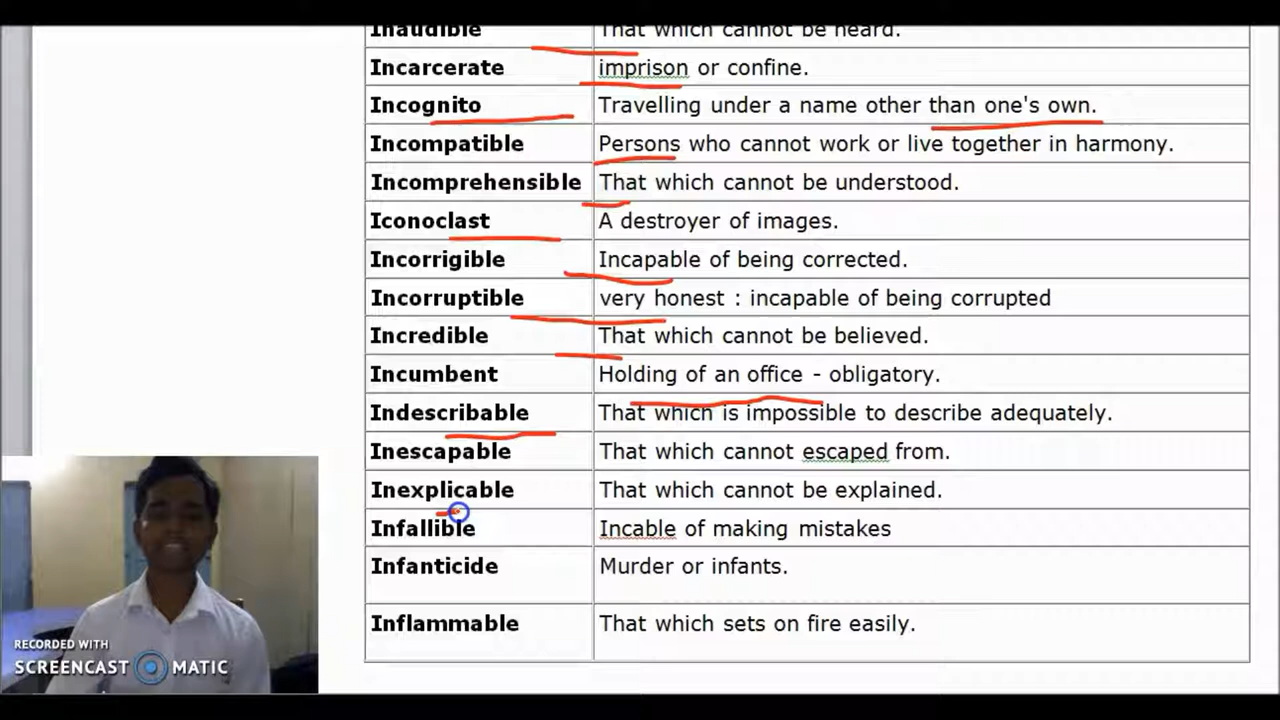 Inaudible That which cannot be heard.
Incarcerate imprison or confine.
Incognito Travelling under a name other than one's own.
Incompatible Persons who cannot work or live together in harmony.
Incomprehensible That which cannot be understood.
Iconoclast A destroyer of images.
Incorrigible Incapable of being corrected.
Incorruptible very honest : incapable of being corrupted
Incredible That which cannot be believed.
Incumbent Holding of an office - obligatory.
Indescribable That which is impossible to describe adequately.
Inescapable That which cannot escaped from.
Inexplicable That which cannot be explained.
Infallible Incable of making mistakes
Infanticide Murder or infants.
Inflammable That which sets on fire easily.
RECORDED WITH
SCREENCAST MATIC